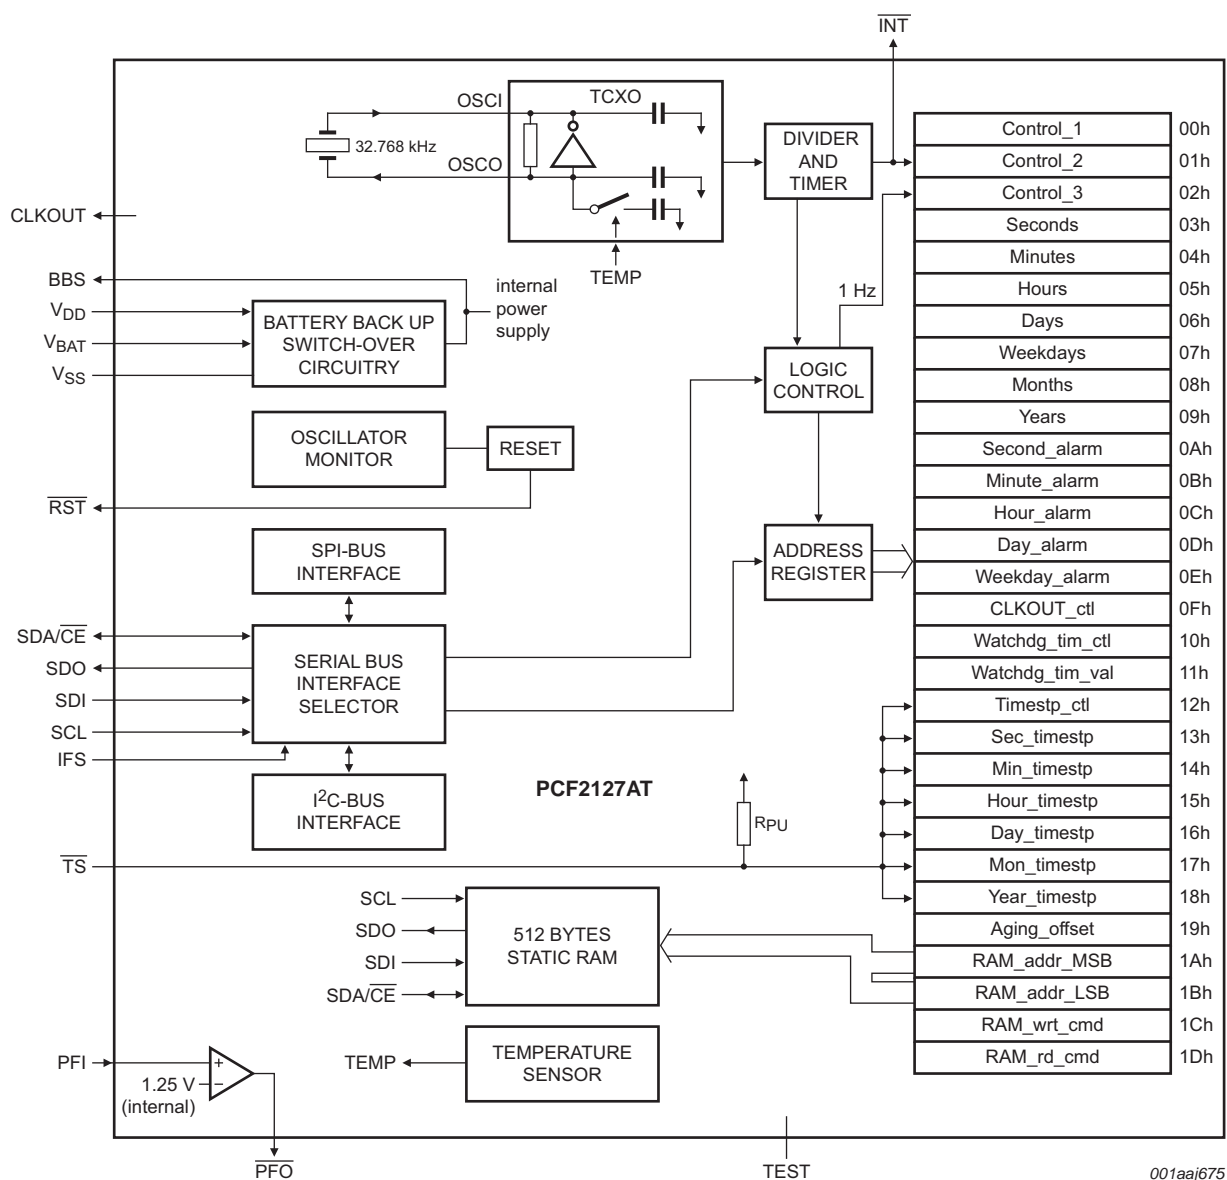 INT
OSCI
TCXO
32.768 kHz
OSCO
TEMP
DIVIDER
AND
TIMER
CLKOUT
BBS
VDD
VBAT
VSS
BATTERY BACK UP
SWITCH-OVER
CIRCUITRY
internal
power
supply
1 Hz
LOGIC
CONTROL
OSCILLATOR
MONITOR
RESET
RST
SPI-BUS
INTERFACE
ADDRESS
REGISTER
SDA/CE
SDO
SDI
SCL
IFS
SERIAL BUS
INTERFACE
SELECTOR
I2C-BUS
INTERFACE
PCF2127AT
RPU
TS
SCL
SDO
SDI
SDA/CE
512 BYTES
STATIC RAM
PFI
+
1.25 V
−
(internal)
TEMP
TEMPERATURE
SENSOR
PFO
TEST
Control_1 00h
Control_2 01h
Control_3 02h
Seconds 03h
Minutes 04h
Hours 05h
Days 06h
Weekdays 07h
Months 08h
Years 09h
Second_alarm 0Ah
Minute_alarm 0Bh
Hour_alarm 0Ch
Day_alarm 0Dh
Weekday_alarm 0Eh
CLKOUT_ctl 0Fh
Watchdg_tim_ctl 10h
Watchdg_tim_val 11h
Timestp_ctl 12h
Sec_timestp 13h
Min_timestp 14h
Hour_timestp 15h
Day_timestp 16h
Mon_timestp 17h
Year_timestp 18h
Aging_offset 19h
RAM_addr_MSB 1Ah
RAM_addr_LSB 1Bh
RAM_wrt_cmd 1Ch
RAM_rd_cmd 1Dh
001aaj675